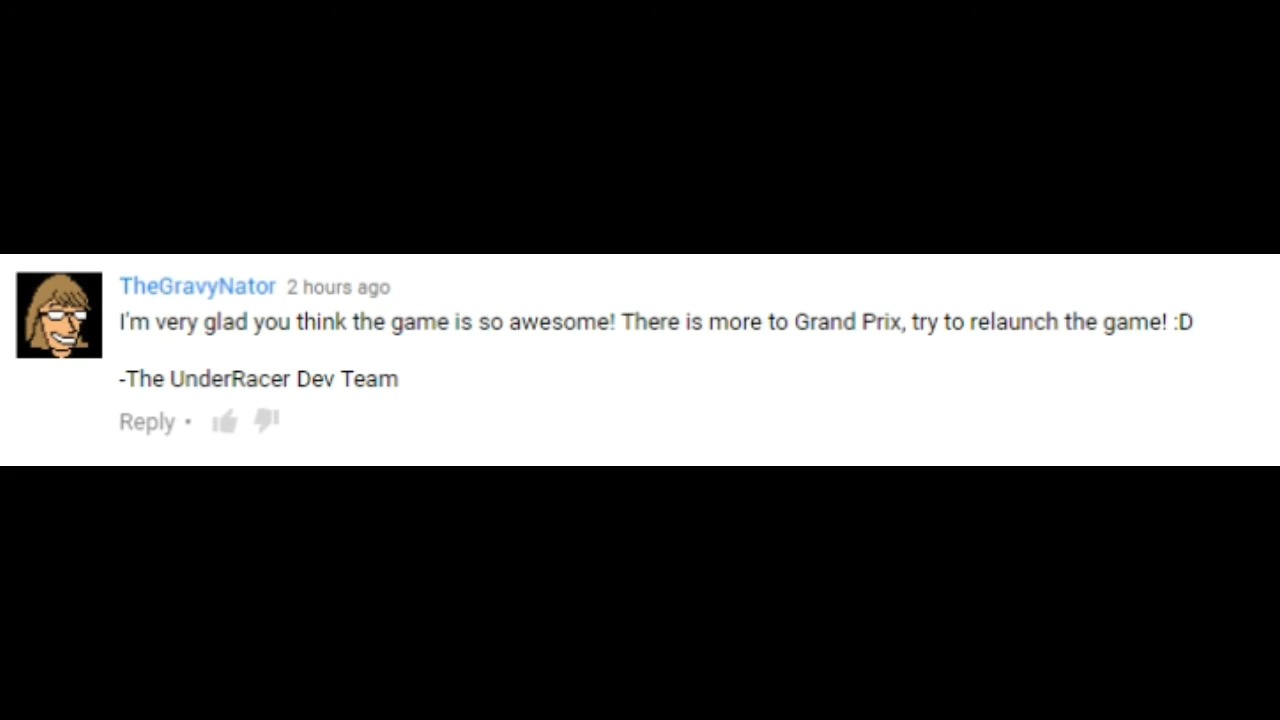 TheGravyNator 2 hours ago
I'm very glad you think the game is so awesome! There is more to Grand Prix, try to relaunch the game! :D
-The UnderRacer Dev Team
Reply •